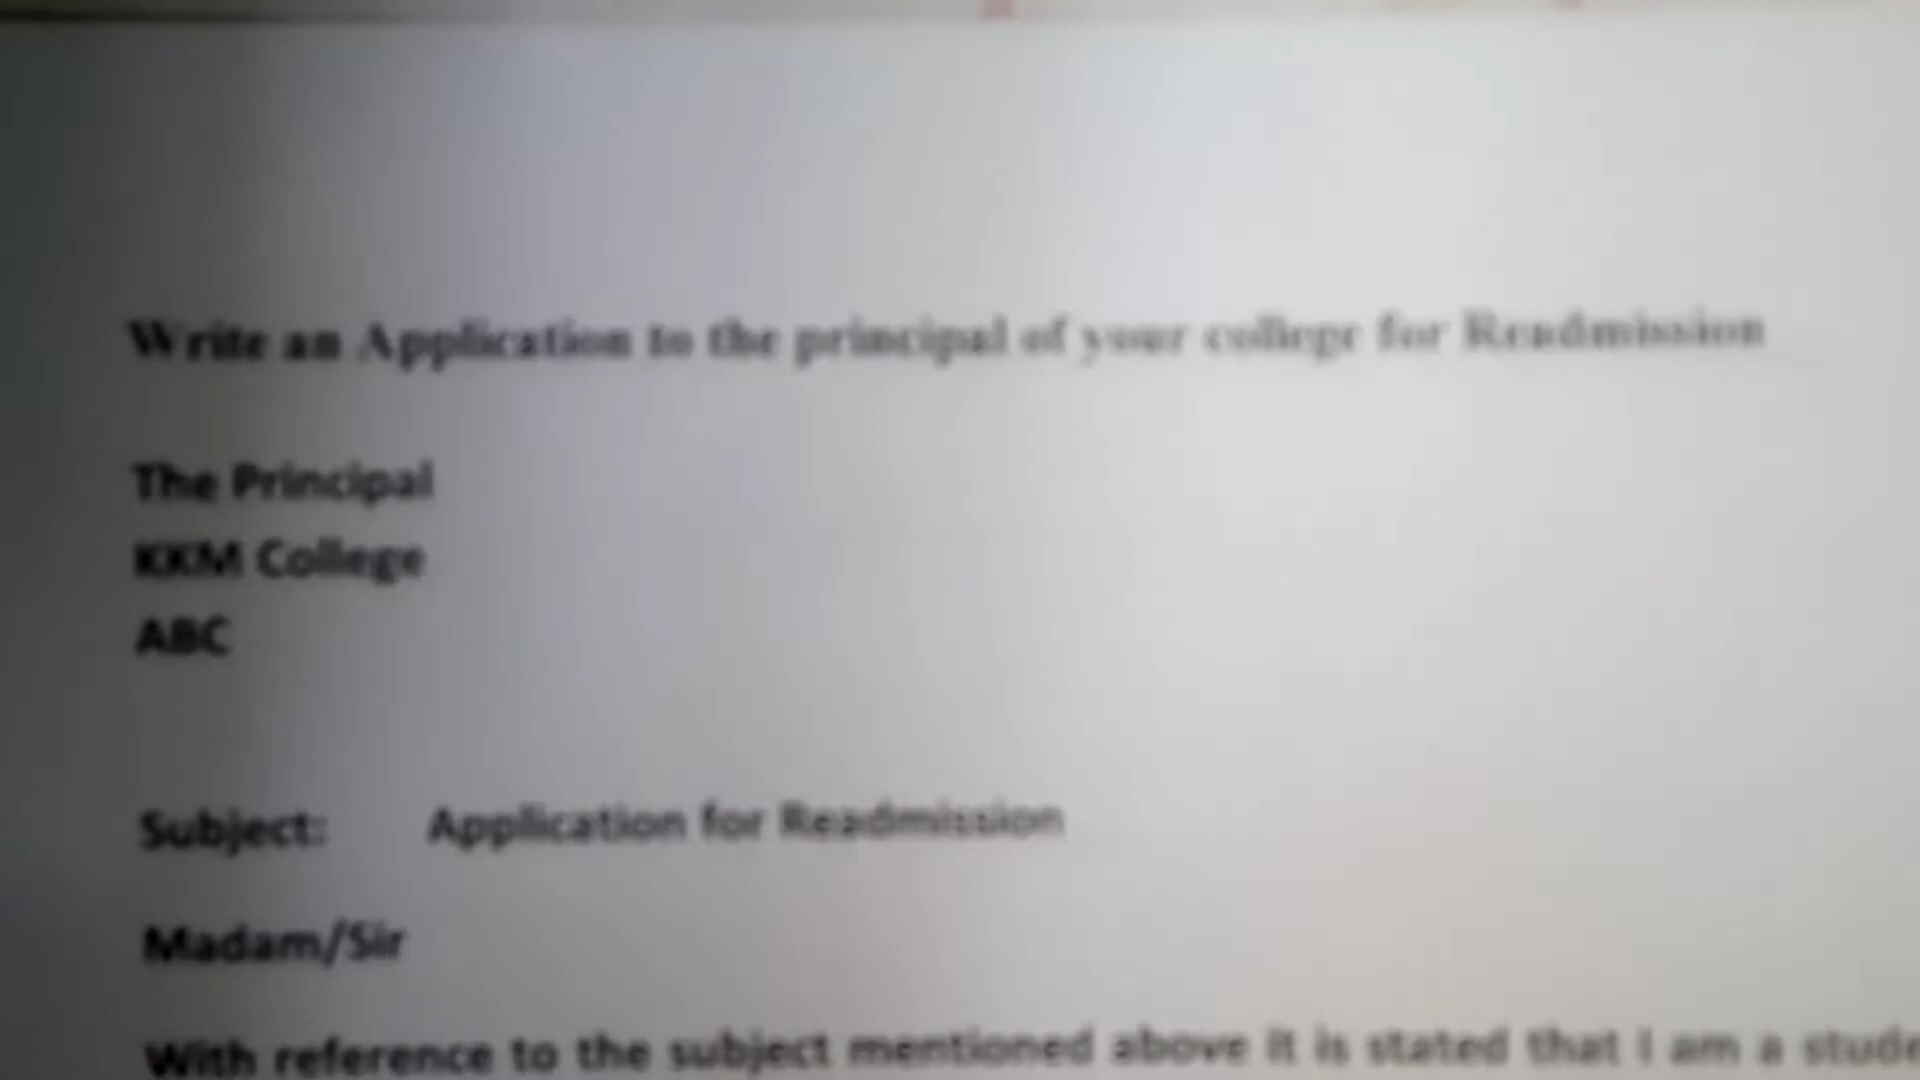 Write an Application to the principal of your college for Readmission
The Principal
KKM College
ABC
Subject: Application for Readmission
Madam/Sir
With reference to the subject mentioned above it is stated that I am a stude